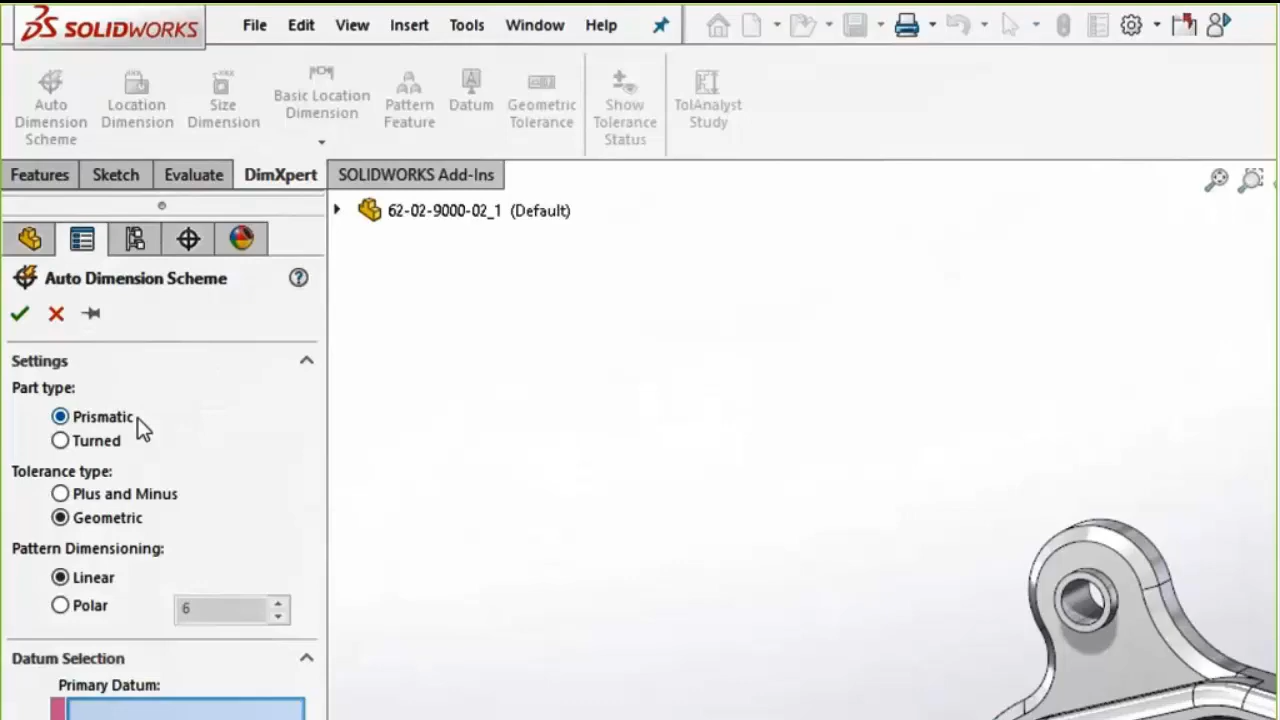 SOLIDWORKS File Edit View Insert Tools Window Help
Auto Dimension Scheme
Location Dimension
Size Dimension
Basic Location Dimension
Pattern Feature
Datum
Geometric Tolerance
Show Tolerance Status
TolAnalyst Study
Features Sketch Evaluate DimXpert SOLIDWORKS Add-Ins
62-02-9000-02_1 (Default)
Auto Dimension Scheme
Settings
Part type:
Prismatic
Turned
Tolerance type:
Plus and Minus
Geometric
Pattern Dimensioning:
Linear
Polar 6
Datum Selection
Primary Datum: